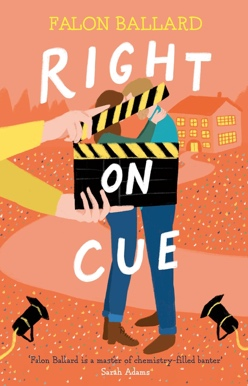 FALON BALLARD
RIGHT
ON
CUE
'Falon Ballard is a master of chemistry-filled banter'
Sarah Adams